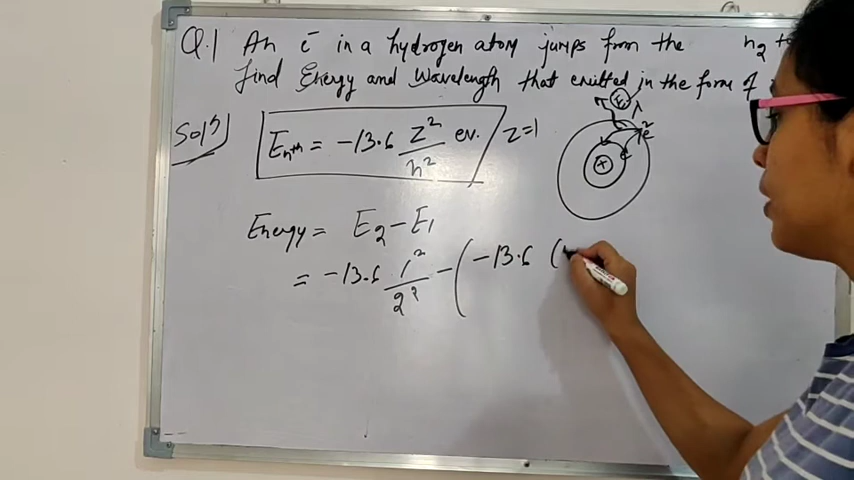 Q.1 An ē in a hydrogen atom jumps from the n₂ to
find Energy and Wavelength that emitted in the form of
Solⁿ
Eₙth = -13.6 Z²/n² ev. Z=1
Energy = E₂-E₁
= -13.6 1²/2² - ( -13.6 (